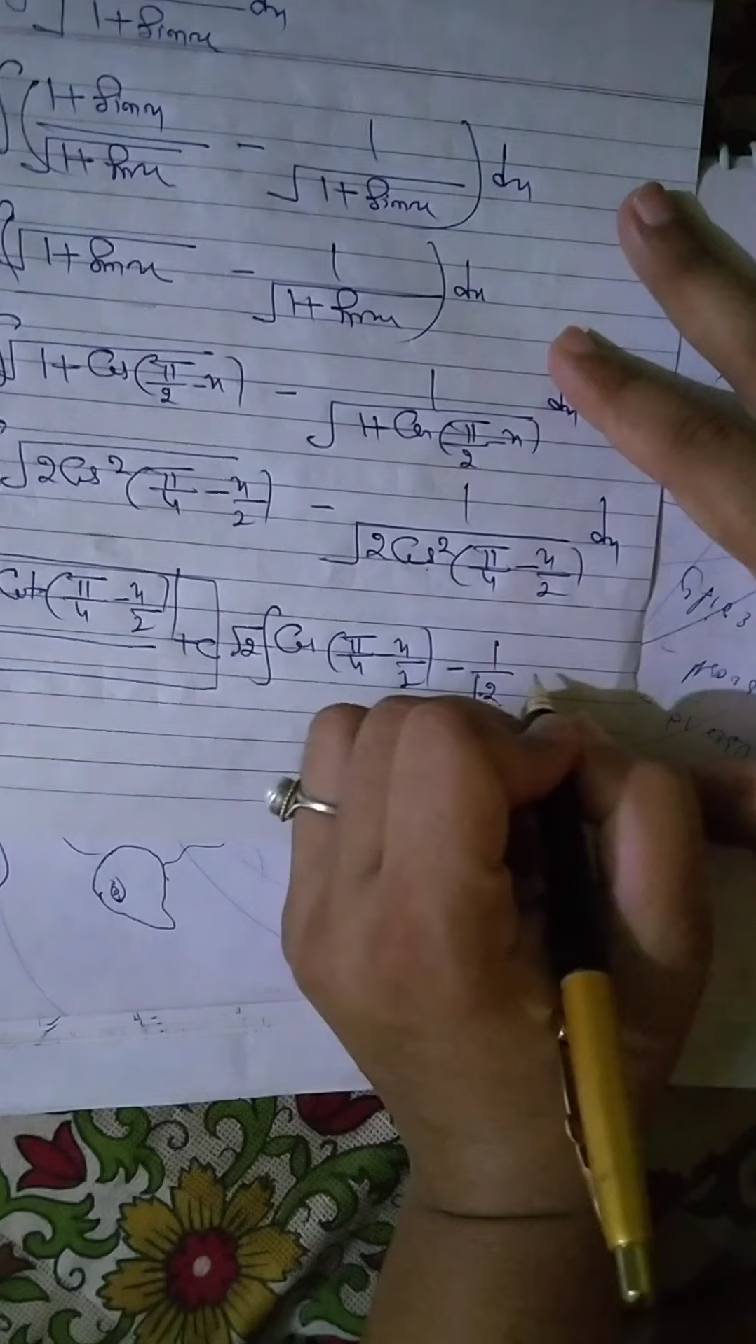 √1+sinx dx
∫(1+sinx/√1+sinx − 1/√1+sinx) dx
(√1+sinx − 1/√1+sinx) dx
√1+Cos(π/2−x) − 1/√1+Cos(π/2−x) dx
√2Cos²(π/4−x/2) − 1/√2Cos²(π/4−x/2) dx
(π/4−x/2) +c √2∫Cos(π/4−x/2) − 1/√2